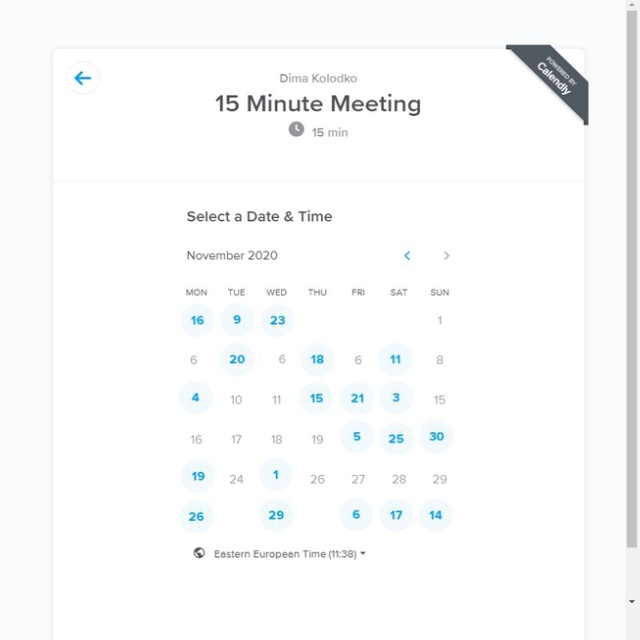 POWERED BY
Calendly
Dima Kolodko
15 Minute Meeting
15 min
Select a Date & Time
November 2020
MON TUE WED THU FRI SAT SUN
16 9 23 1
6 20 6 18 6 11 8
4 10 11 15 21 3 15
16 17 18 19 5 25 30
19 24 1 26 27 28 29
26 29 6 17 14
Eastern European Time (11:38)